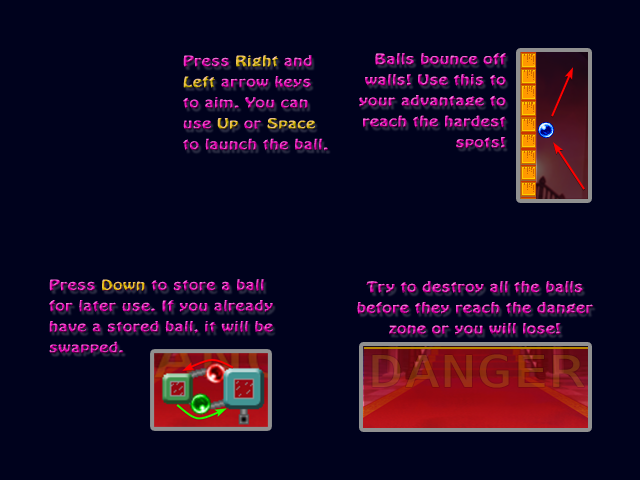 Press Right and
Left arrow keys
to aim. You can
use Up or Space
to launch the ball.
Balls bounce off
walls! Use this to
your advantage to
reach the hardest
spots!
Press Down to store a ball
for later use. If you already
have a stored ball, it will be
swapped.
Try to destroy all the balls
before they reach the danger
zone or you will lose!
DANGER